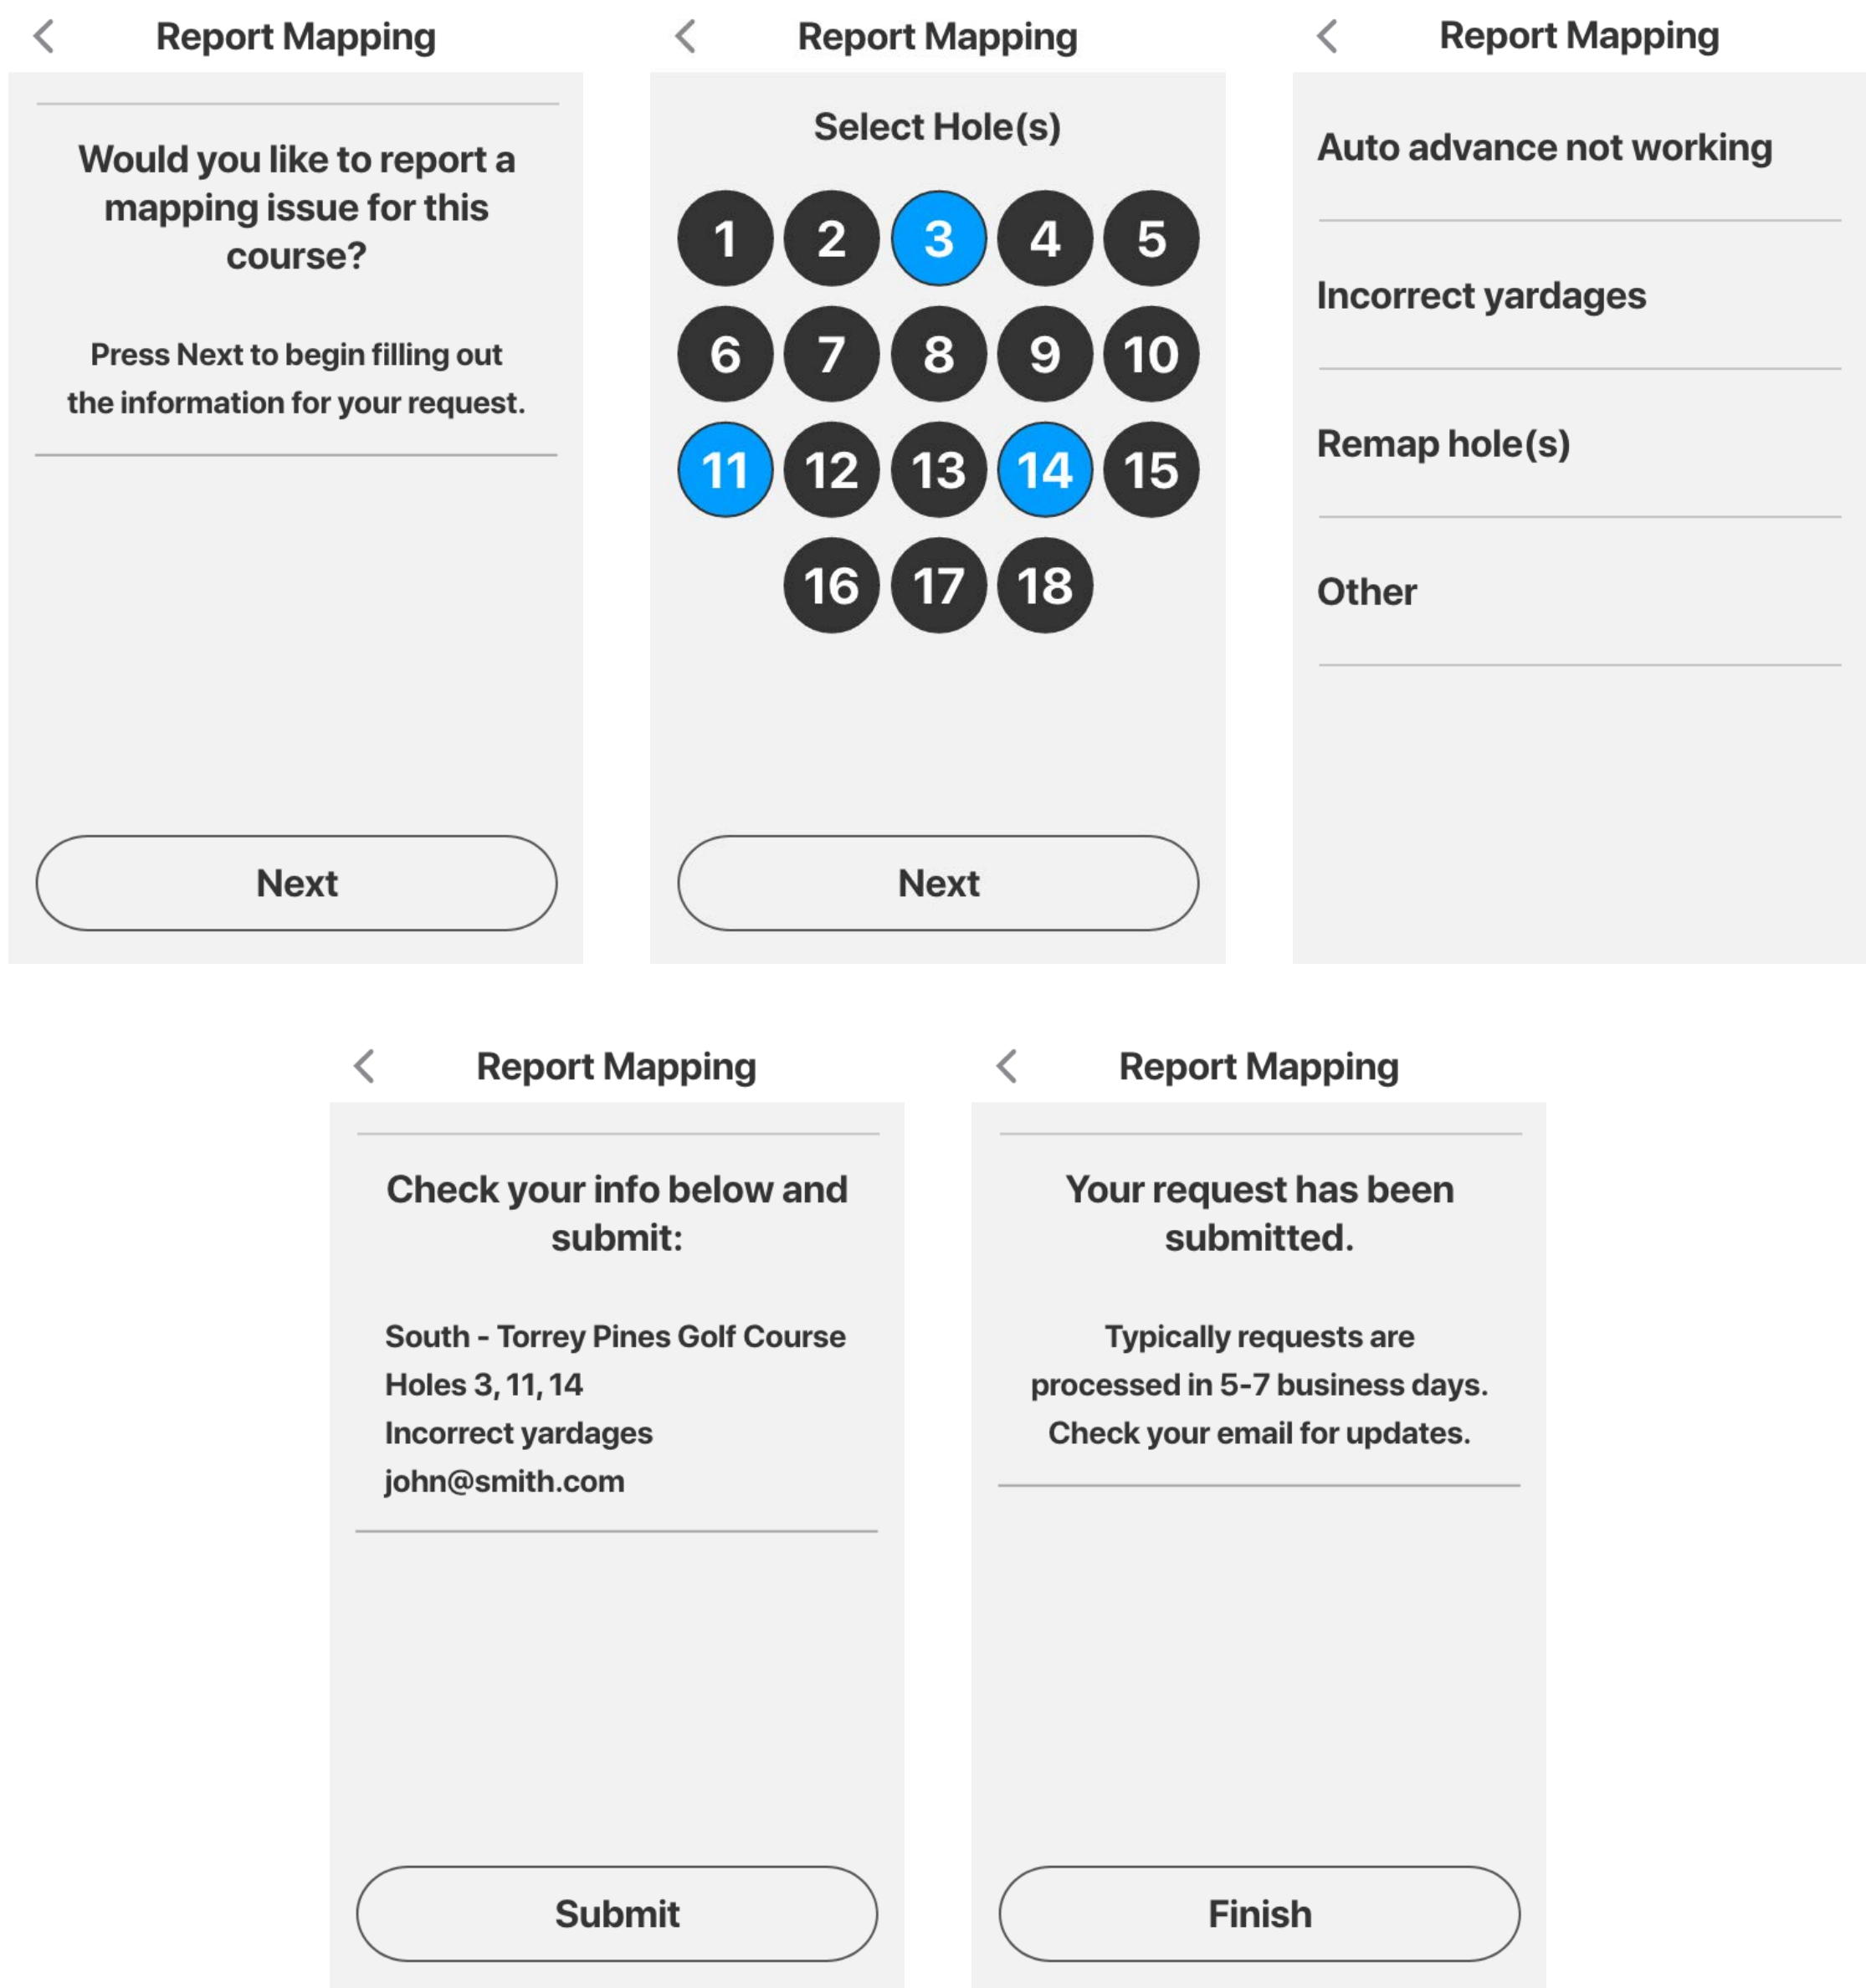 Report Mapping
Would you like to report a
mapping issue for this
course?
Press Next to begin filling out
the information for your request.
Next
Report Mapping
Select Hole(s)
1 2 3 4 5
6 7 8 9 10
11 12 13 14 15
16 17 18
Next
Report Mapping
Auto advance not working
Incorrect yardages
Remap hole(s)
Other
Report Mapping
Check your info below and
submit:
South - Torrey Pines Golf Course
Holes 3, 11, 14
Incorrect yardages
john@smith.com
Submit
Report Mapping
Your request has been
submitted.
Typically requests are
processed in 5-7 business days.
Check your email for updates.
Finish